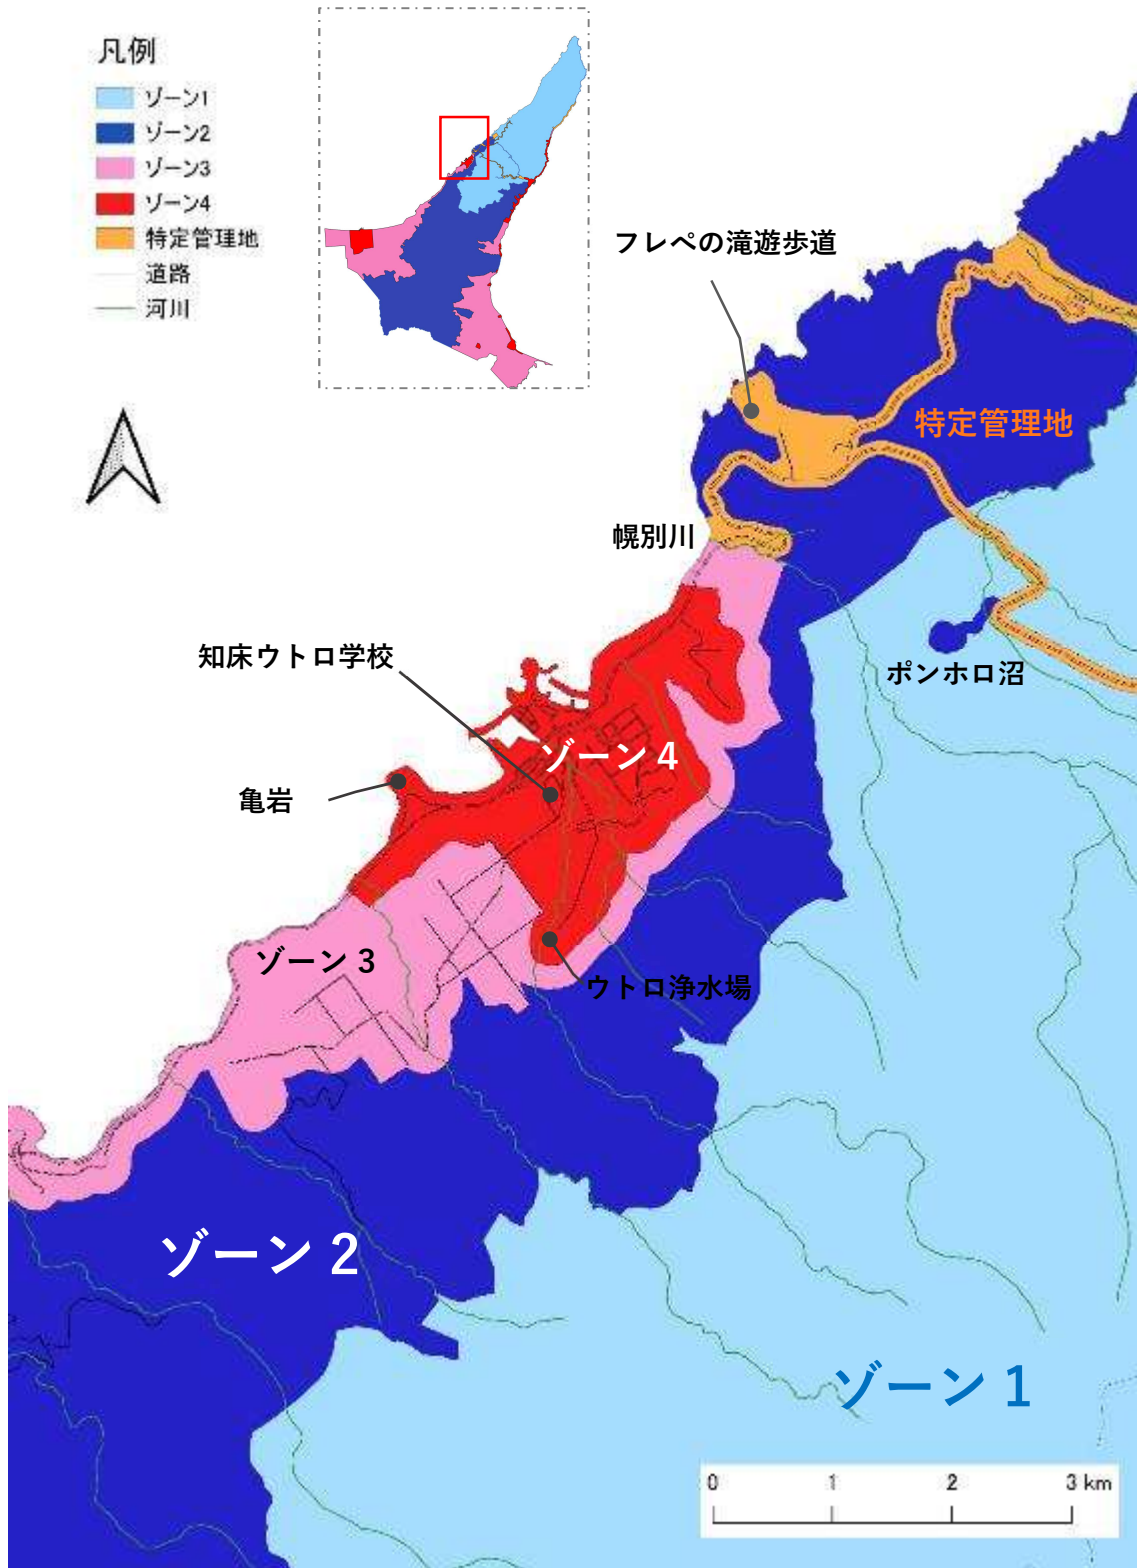 凡例
ゾーン1
ゾーン2
ゾーン3
ゾーン4
特定管理地
道路
河川
フレペの滝遊歩道
特定管理地
幌別川
知床ウトロ学校
ポンホロ沼
ゾーン4
亀岩
ゾーン3
ウトロ浄水場
ゾーン2
ゾーン1
0 1 2 3 km